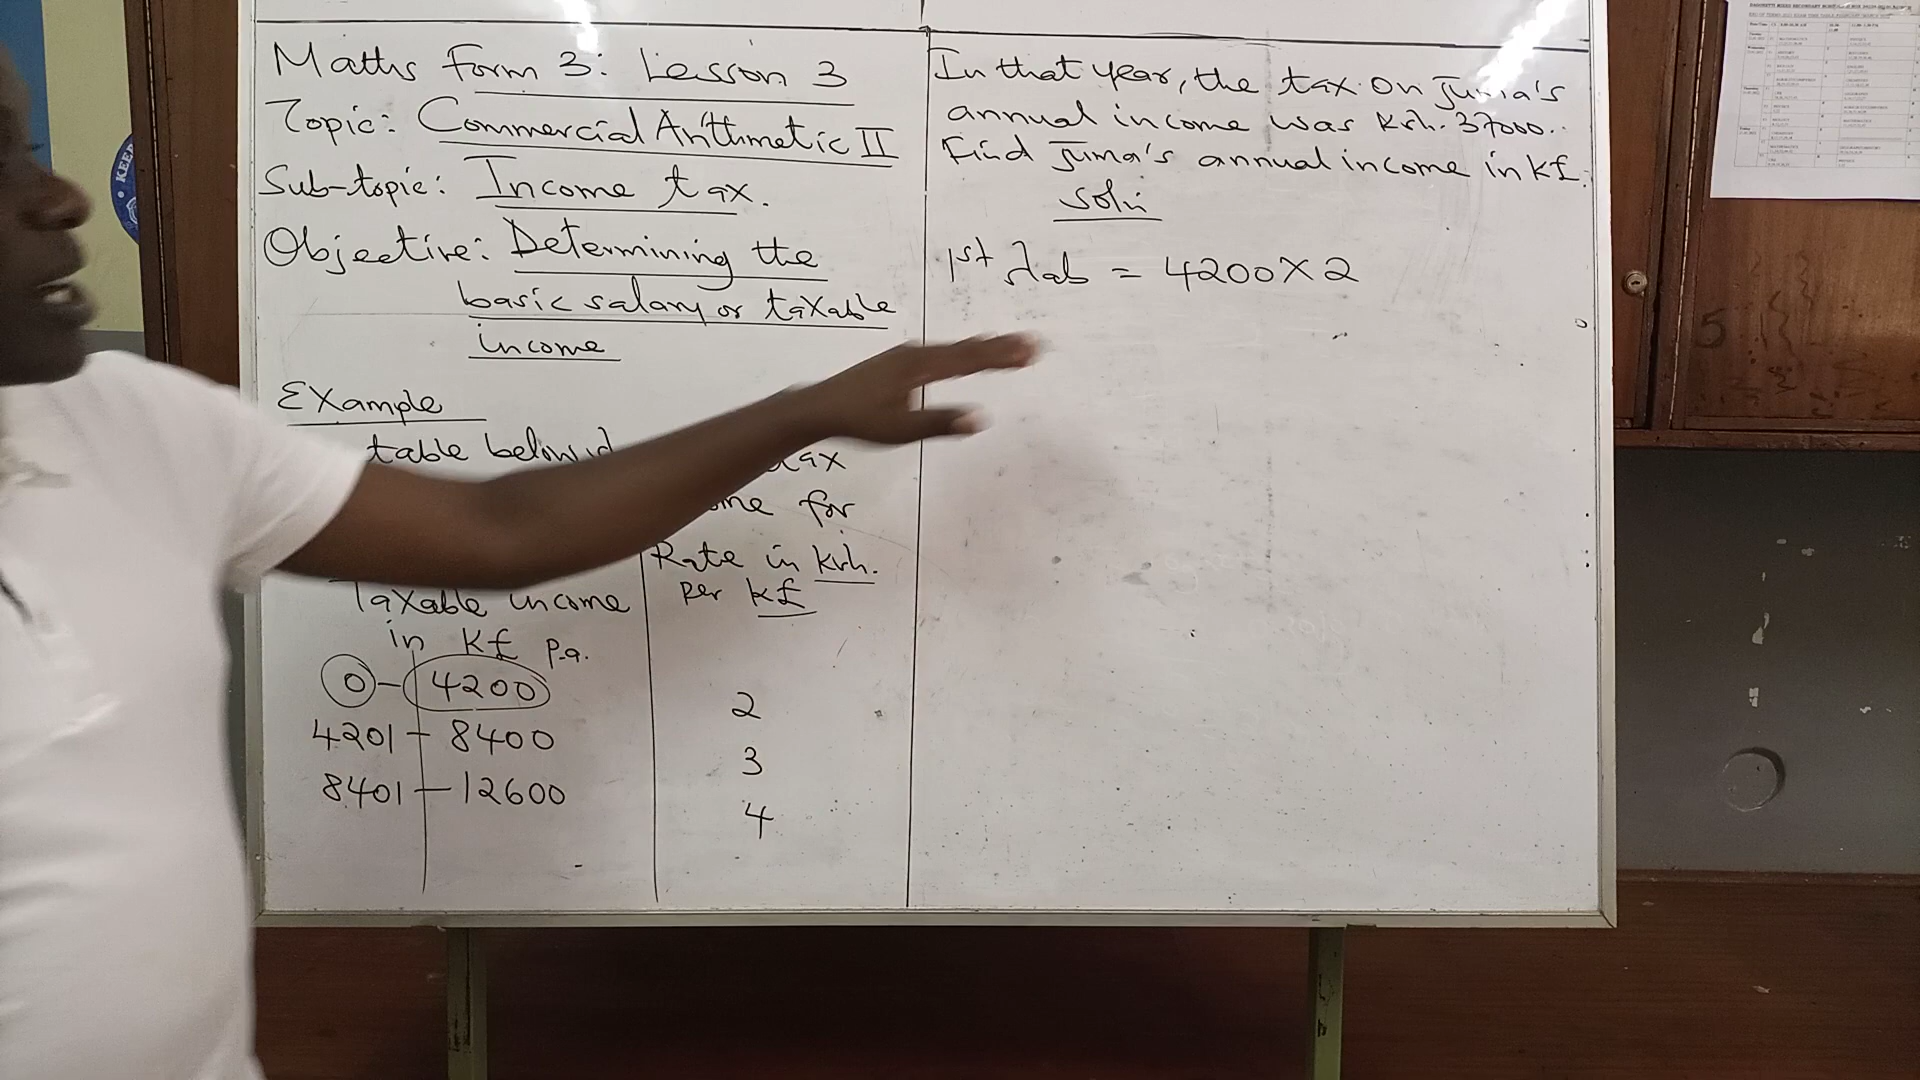 Maths Form 3: Lesson 3
Topic: Commercial Arithmetic II
Sub-topic: Income tax.
Objective: Determining the
basic salary or taxable
income
Example
table below
tax
for
Taxable income
in K£ p.a.
Rate in Ksh.
per K£
0 - 4200 2
4201 - 8400 3
8401 - 12600 4
In that year, the tax on Juma's
annual income was Ksh. 37000.
Find Juma's annual income in K£.
soln
1st slab = 4200 X 2
KEEP
5